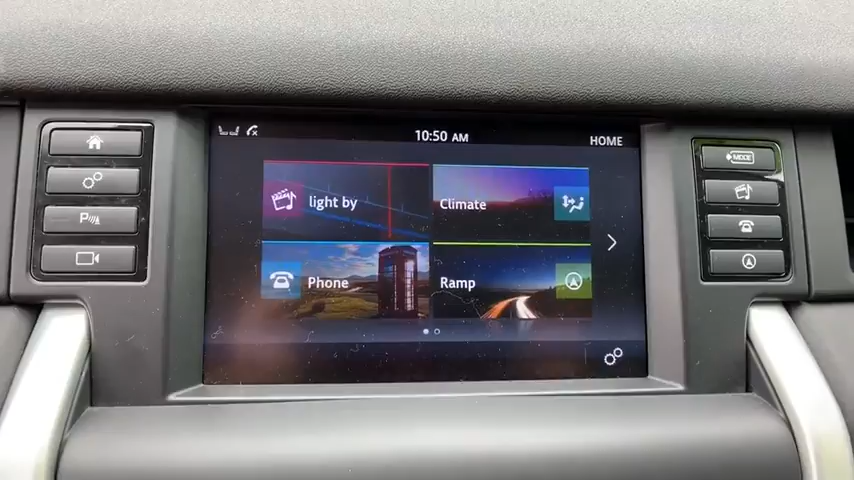 10:50 AM
HOME
light by
Climate
Phone
Ramp
P
MODE